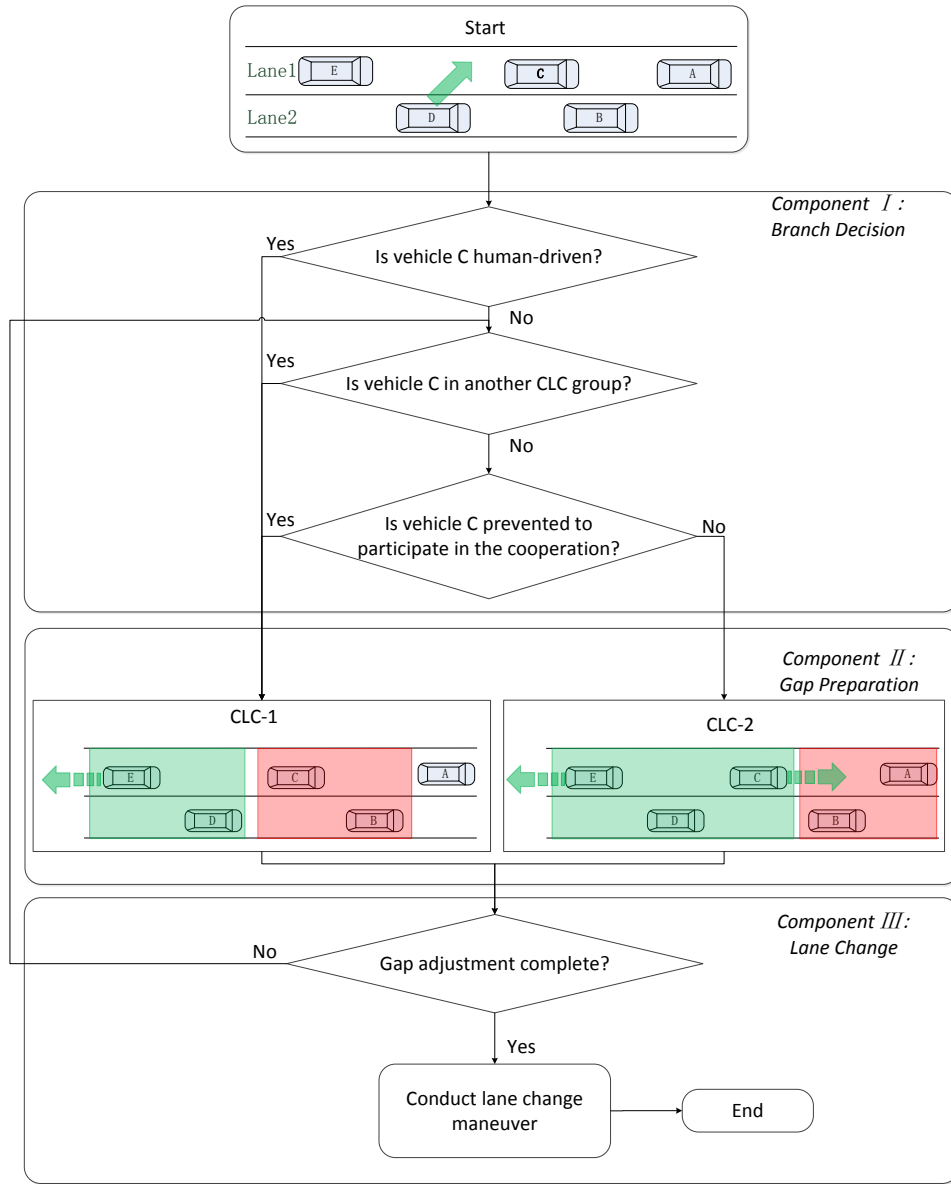 Start
Lane1
E
C
A
Lane2
D
B
Component Ⅰ:
Branch Decision
Yes
Is vehicle C human-driven?
No
Yes
Is vehicle C in another CLC group?
No
Yes
Is vehicle C prevented to
participate in the cooperation?
No
Component Ⅱ:
Gap Preparation
CLC-1
E
C
A
D
B
CLC-2
E
C
A
D
B
Component Ⅲ:
Lane Change
No
Gap adjustment complete?
Yes
Conduct lane change
maneuver
End